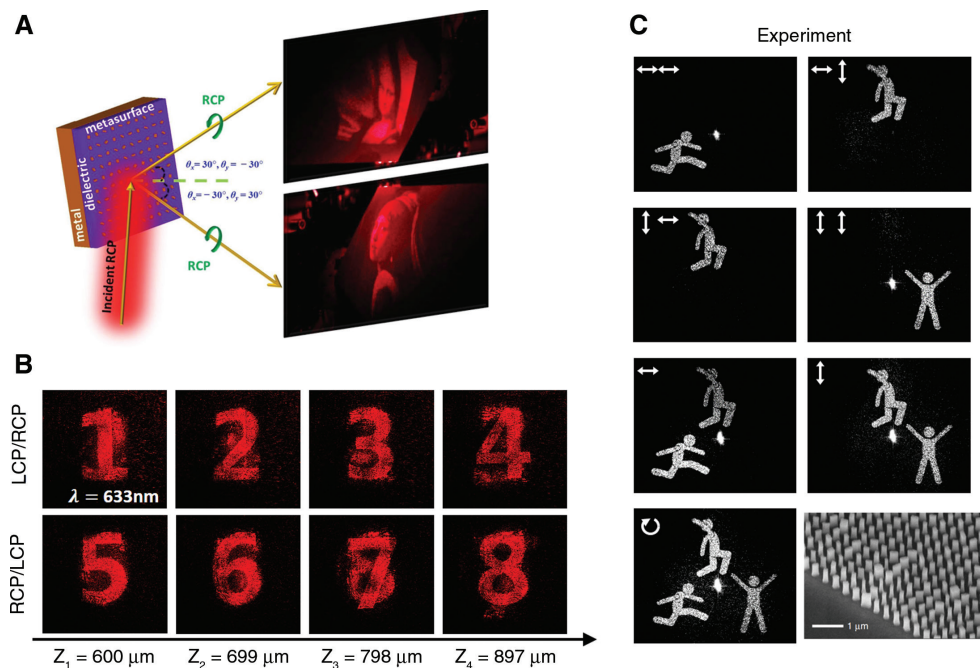 A
metasurface
dielectric
metal
Incident RCP
RCP
θx= 30°, θy = − 30°
θx= − 30°, θy= 30°
RCP
B
LCP/RCP
1
λ = 633nm
2
3
4
RCP/LCP
5
6
7
8
Z1 = 600 μm
Z2 = 699 μm
Z3 = 798 μm
Z4 = 897 μm
C
Experiment
1 μm